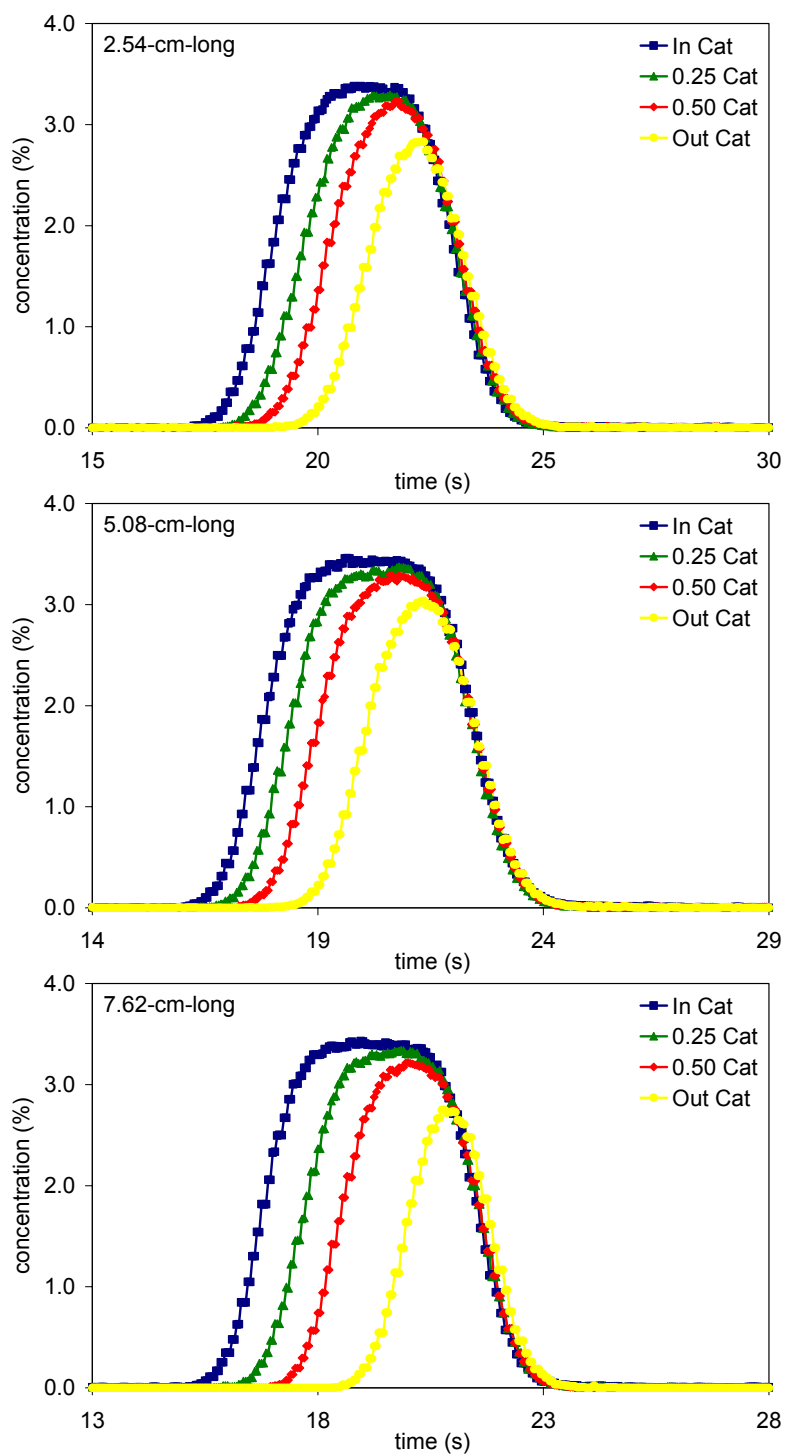 4.0
2.54-cm-long
In Cat
0.25 Cat
0.50 Cat
Out Cat
3.0
2.0
1.0
0.0
concentration (%)
15 20 25 30
time (s)
4.0
5.08-cm-long
In Cat
0.25 Cat
0.50 Cat
Out Cat
3.0
2.0
1.0
0.0
concentration (%)
14 19 24 29
time (s)
4.0
7.62-cm-long
In Cat
0.25 Cat
0.50 Cat
Out Cat
3.0
2.0
1.0
0.0
concentration (%)
13 18 23 28
time (s)